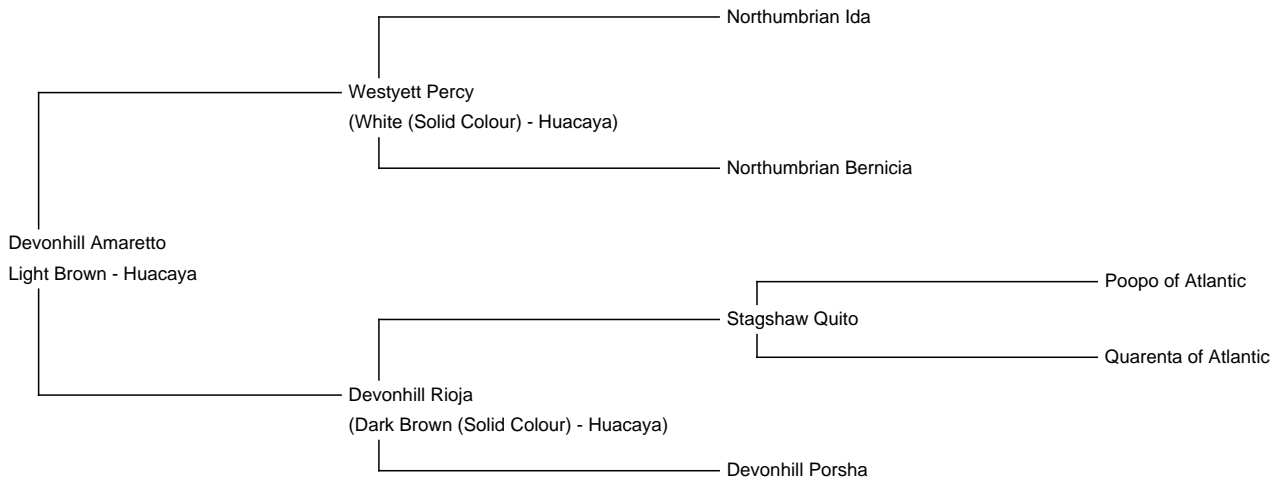 Northumbrian Ida
Westyett Percy
(White (Solid Colour) - Huacaya)
Northumbrian Bernicia
Devonhill Amaretto
Light Brown - Huacaya
Poopo of Atlantic
Stagshaw Quito
Quarenta of Atlantic
Devonhill Rioja
(Dark Brown (Solid Colour) - Huacaya)
Devonhill Porsha